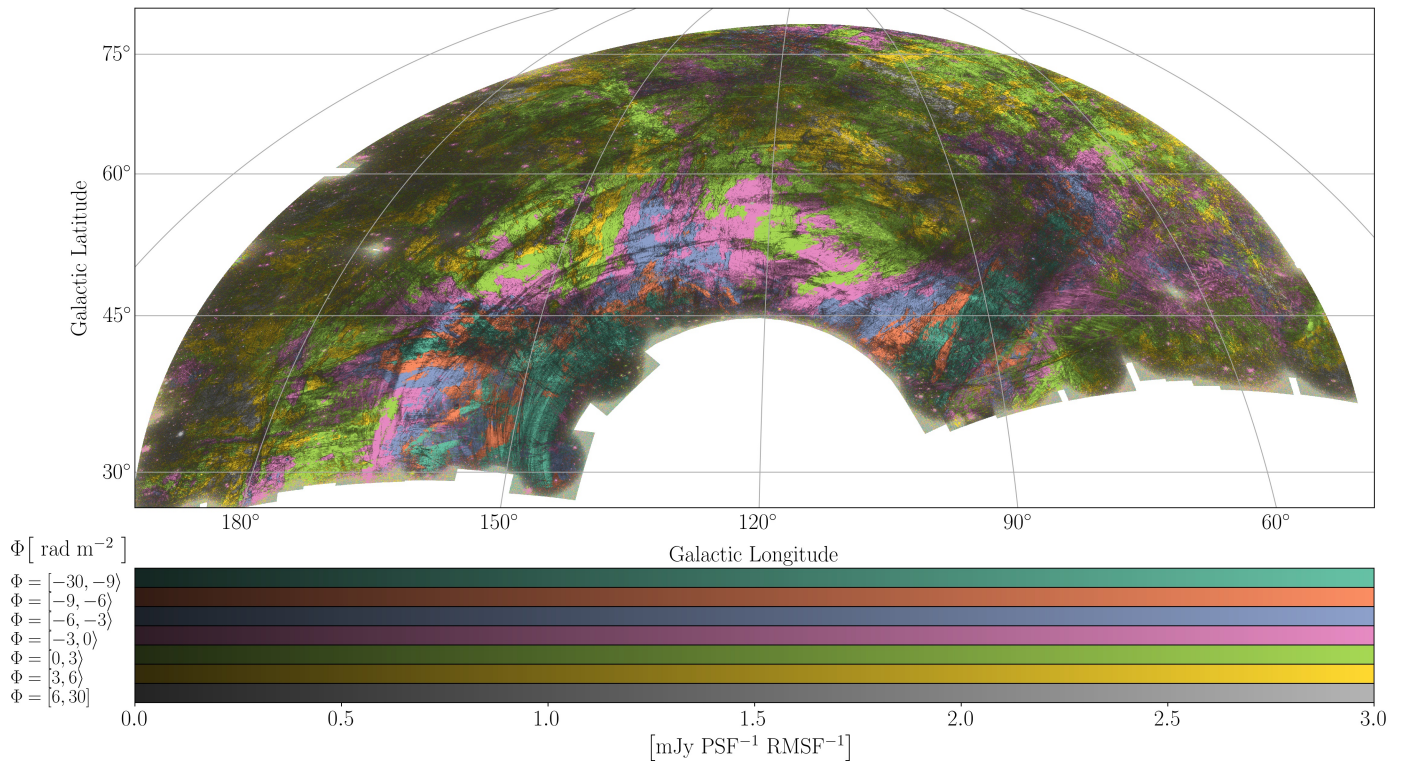 75°
60°
45°
30°
Galactic Latitude
180° 150° 120° 90° 60°
Galactic Longitude
Φ[ rad m⁻² ]
Φ = [−30, −9⟩
Φ = [−9, −6⟩
Φ = [−6, −3⟩
Φ = [−3, 0⟩
Φ = [0, 3⟩
Φ = [3, 6⟩
Φ = [6, 30]
0.0 0.5 1.0 1.5 2.0 2.5 3.0
[mJy PSF⁻¹ RMSF⁻¹]